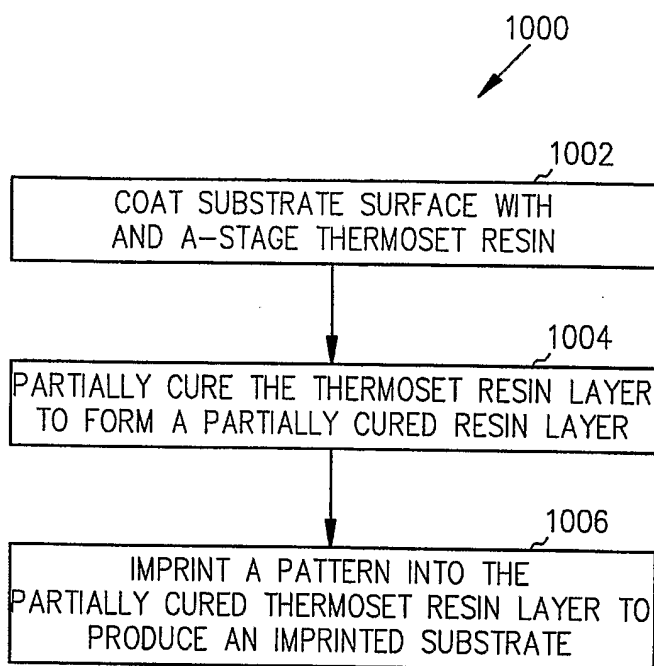 1000
1002
COAT SUBSTRATE SURFACE WITH
AND A-STAGE THERMOSET RESIN
1004
PARTIALLY CURE THE THERMOSET RESIN LAYER
TO FORM A PARTIALLY CURED RESIN LAYER
1006
IMPRINT A PATTERN INTO THE
PARTIALLY CURED THERMOSET RESIN LAYER TO
PRODUCE AN IMPRINTED SUBSTRATE